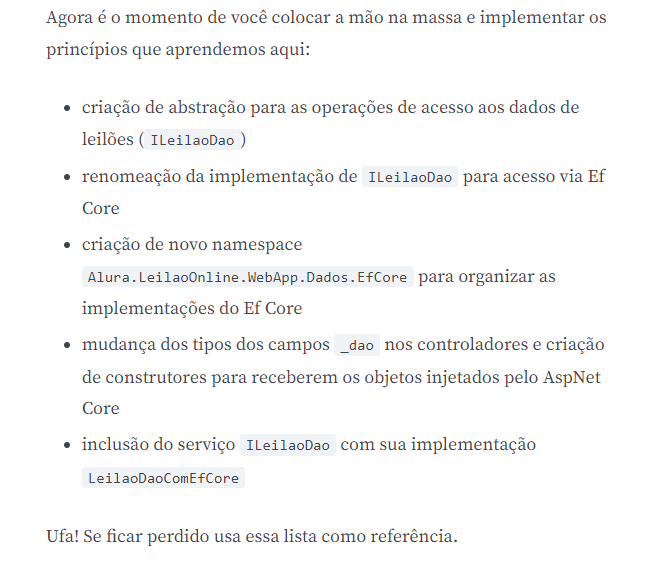 Agora é o momento de você colocar a mão na massa e implementar os
princípios que aprendemos aqui:
• criação de abstração para as operações de acesso aos dados de
leilões ( ILeilaoDao )
• renomeação da implementação de ILeilaoDao para acesso via Ef
Core
• criação de novo namespace
Alura.LeilaoOnline.WebApp.Dados.EfCore para organizar as
implementações do Ef Core
• mudança dos tipos dos campos _dao nos controladores e criação
de construtores para receberem os objetos injetados pelo AspNet
Core
• inclusão do serviço ILeilaoDao com sua implementação
LeilaoDaoComEfCore
Ufa! Se ficar perdido usa essa lista como referência.